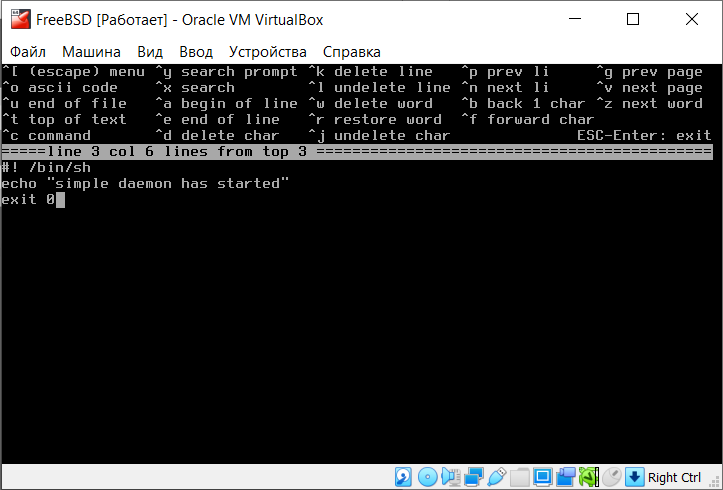 FreeBSD [Работает] - Oracle VM VirtualBox
Файл Машина Вид Ввод Устройства Справка
^[ (escape) menu ^y search prompt ^k delete line ^p prev li ^g prev page
^o ascii code ^x search ^l undelete line ^n next li ^v next page
^u end of file ^a begin of line ^w delete word ^b back 1 char ^z next word
^t top of text ^e end of line ^r restore word ^f forward char
^c command ^d delete char ^j undelete char ESC-Enter: exit
=====line 3 col 6 lines from top 3 ============================================
#! /bin/sh
echo "simple daemon has started"
exit 0
Right Ctrl